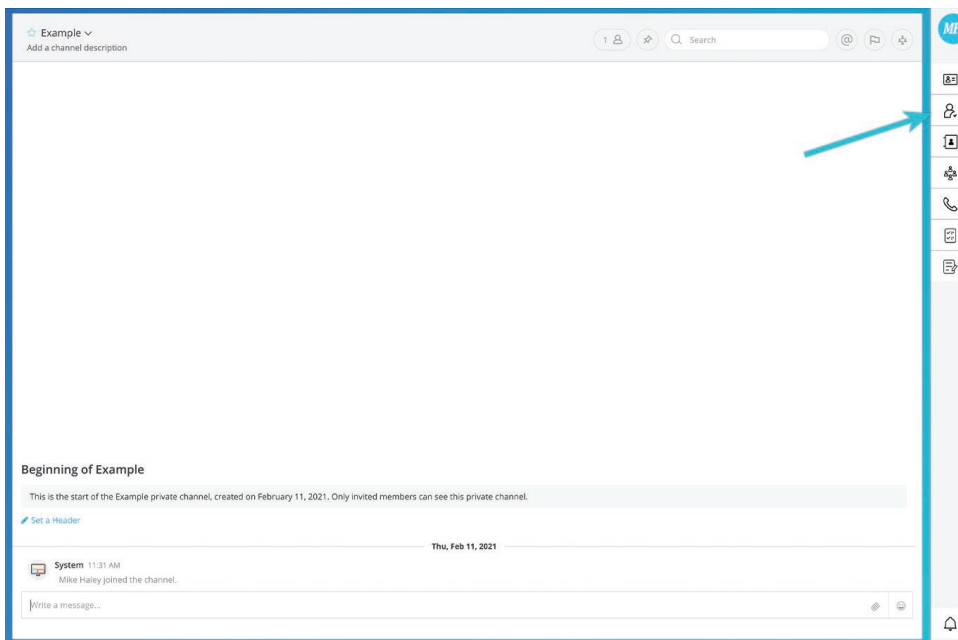 Example
Add a channel description
1
Search
@
Beginning of Example
This is the start of the Example private channel, created on February 11, 2021. Only invited members can see this private channel.
Set a Header
Thu, Feb 11, 2021
System 11:31 AM
Mike Haley joined the channel.
Write a message...